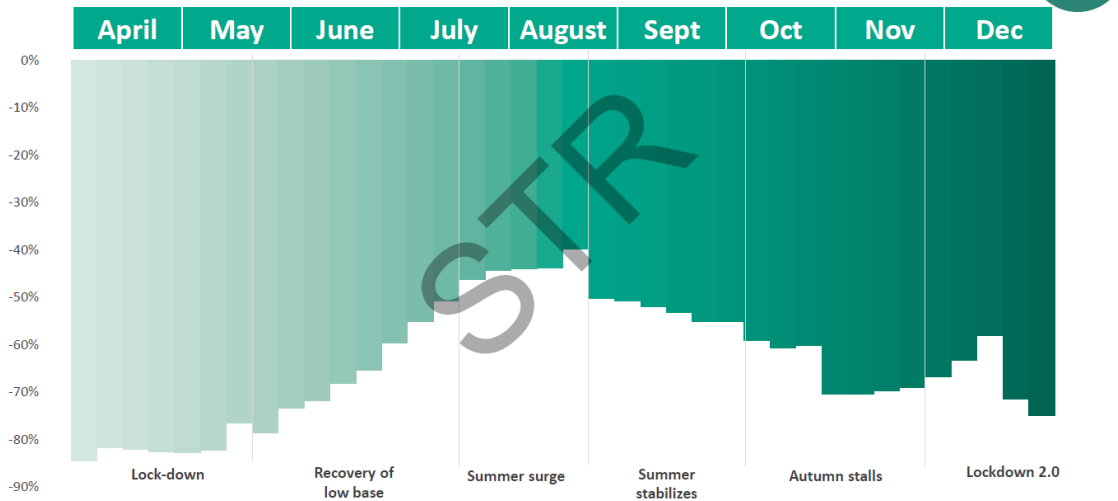 April May June July August Sept Oct Nov Dec
0%
-10%
-20%
-30%
-40%
-50%
-60%
-70%
-80%
-90%
STR
Lock-down
Recovery of
low base
Summer surge
Summer
stabilizes
Autumn stalls
Lockdown 2.0